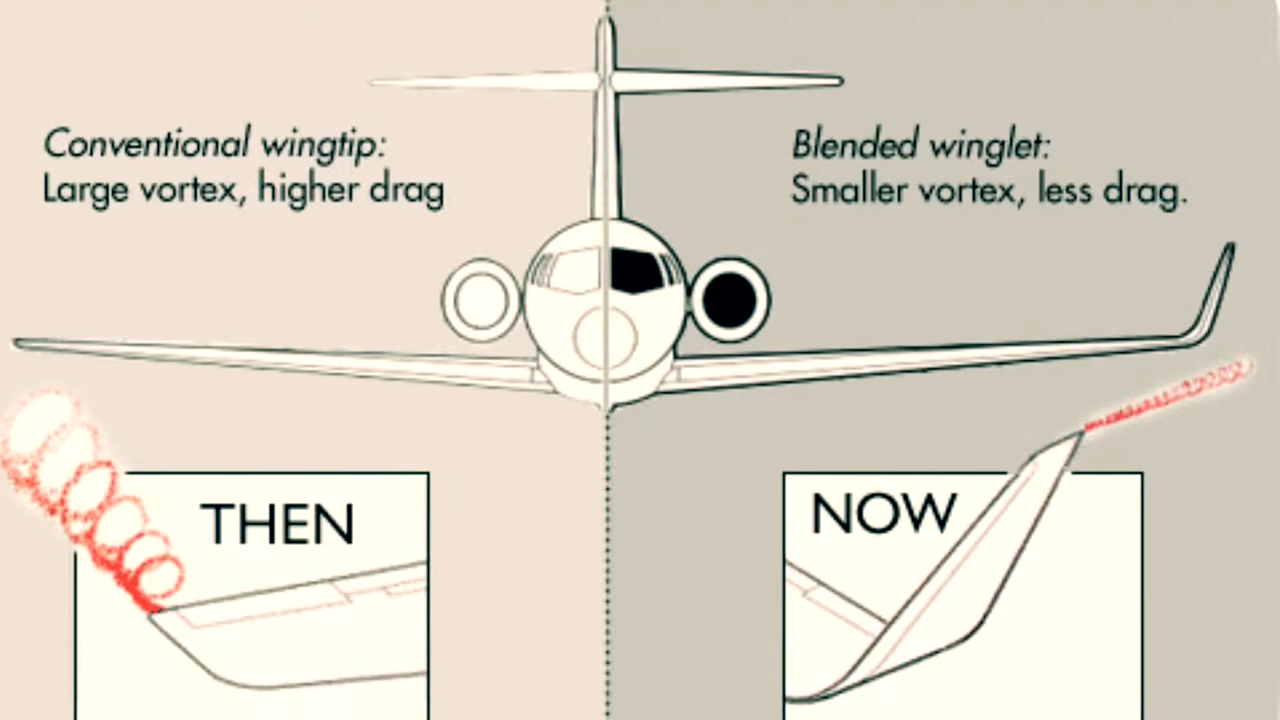 Conventional wingtip:
Large vortex, higher drag
Blended winglet:
Smaller vortex, less drag.
THEN
NOW